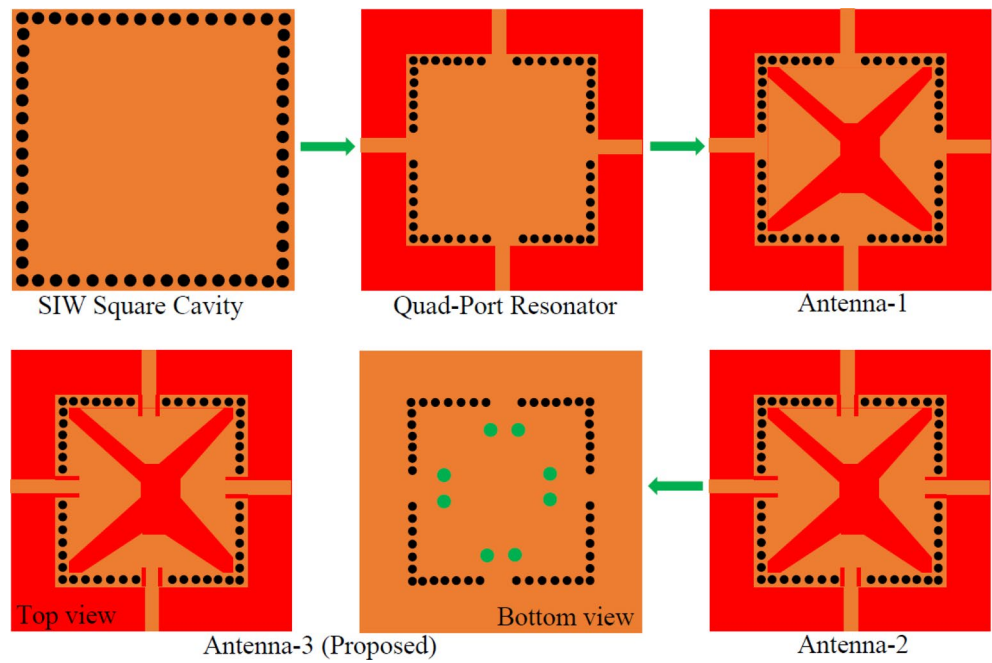 SIW Square Cavity
Quad-Port Resonator
Antenna-1
Top view
Bottom view
Antenna-3 (Proposed)
Antenna-2